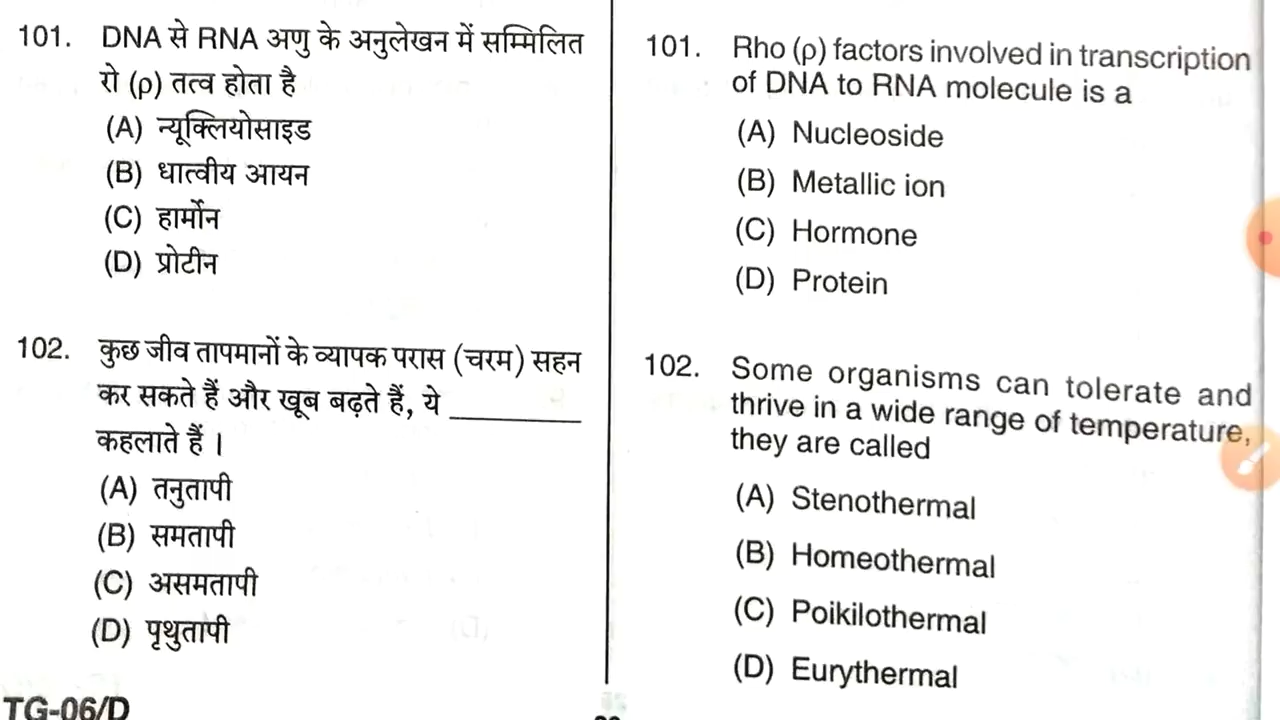 101. DNA से RNA अणु के अनुलेखन में सम्मिलित
रो (ρ) तत्व होता है
(A) न्यूक्लियोसाइड
(B) धात्वीय आयन
(C) हार्मोन
(D) प्रोटीन
102. कुछ जीव तापमानों के व्यापक परास (चरम) सहन
कर सकते हैं और खूब बढ़ते हैं, ये ________
कहलाते हैं ।
(A) तनुतापी
(B) समतापी
(C) असमतापी
(D) पृथुतापी
TG-06/D
101. Rho (ρ) factors involved in transcription
of DNA to RNA molecule is a
(A) Nucleoside
(B) Metallic ion
(C) Hormone
(D) Protein
102. Some organisms can tolerate and
thrive in a wide range of temperature,
they are called
(A) Stenothermal
(B) Homeothermal
(C) Poikilothermal
(D) Eurythermal